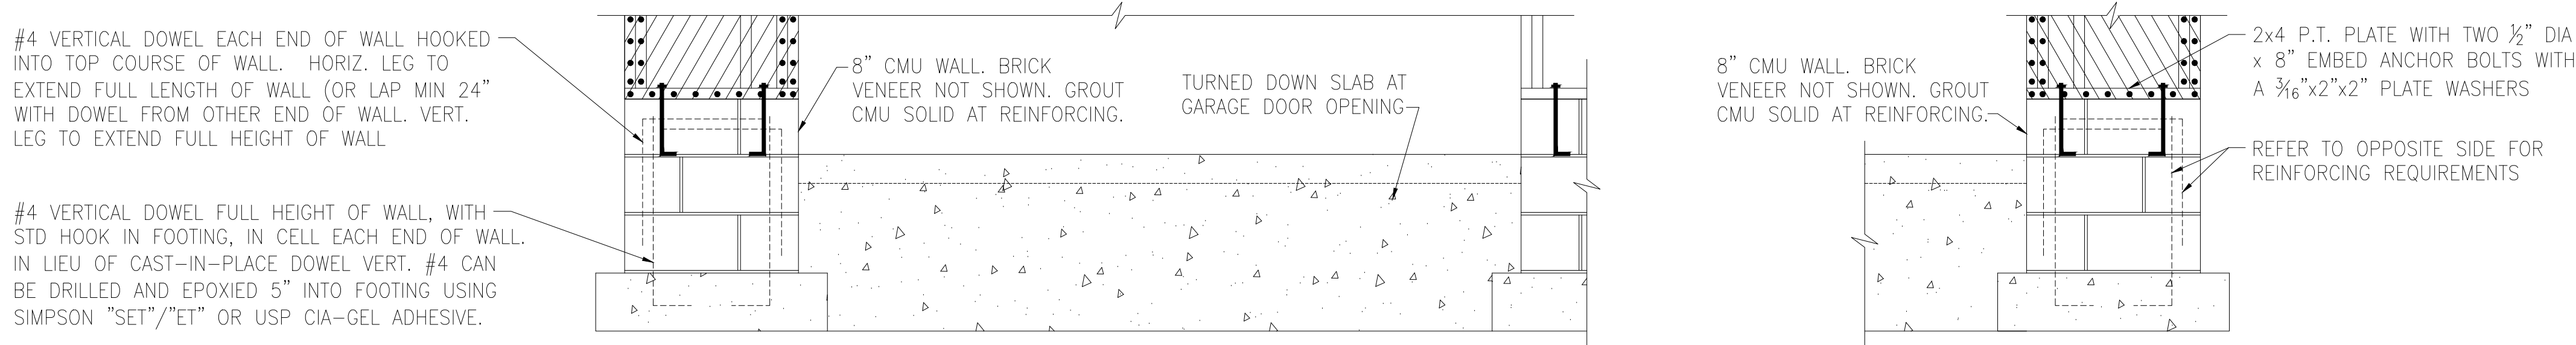 #4 VERTICAL DOWEL EACH END OF WALL HOOKED
INTO TOP COURSE OF WALL. HORIZ. LEG TO
EXTEND FULL LENGTH OF WALL (OR LAP MIN 24"
WITH DOWEL FROM OTHER END OF WALL. VERT.
LEG TO EXTEND FULL HEIGHT OF WALL
#4 VERTICAL DOWEL FULL HEIGHT OF WALL, WITH
STD HOOK IN FOOTING, IN CELL EACH END OF WALL.
IN LIEU OF CAST-IN-PLACE DOWEL VERT. #4 CAN
BE DRILLED AND EPOXIED 5" INTO FOOTING USING
SIMPSON "SET"/"ET" OR USP CIA-GEL ADHESIVE.
8" CMU WALL. BRICK
VENEER NOT SHOWN. GROUT
CMU SOLID AT REINFORCING.
TURNED DOWN SLAB AT
GARAGE DOOR OPENING
8" CMU WALL. BRICK
VENEER NOT SHOWN. GROUT
CMU SOLID AT REINFORCING.
2x4 P.T. PLATE WITH TWO ½" DIA
x 8" EMBED ANCHOR BOLTS WITH
A 3/16"x2"x2" PLATE WASHERS
REFER TO OPPOSITE SIDE FOR
REINFORCING REQUIREMENTS